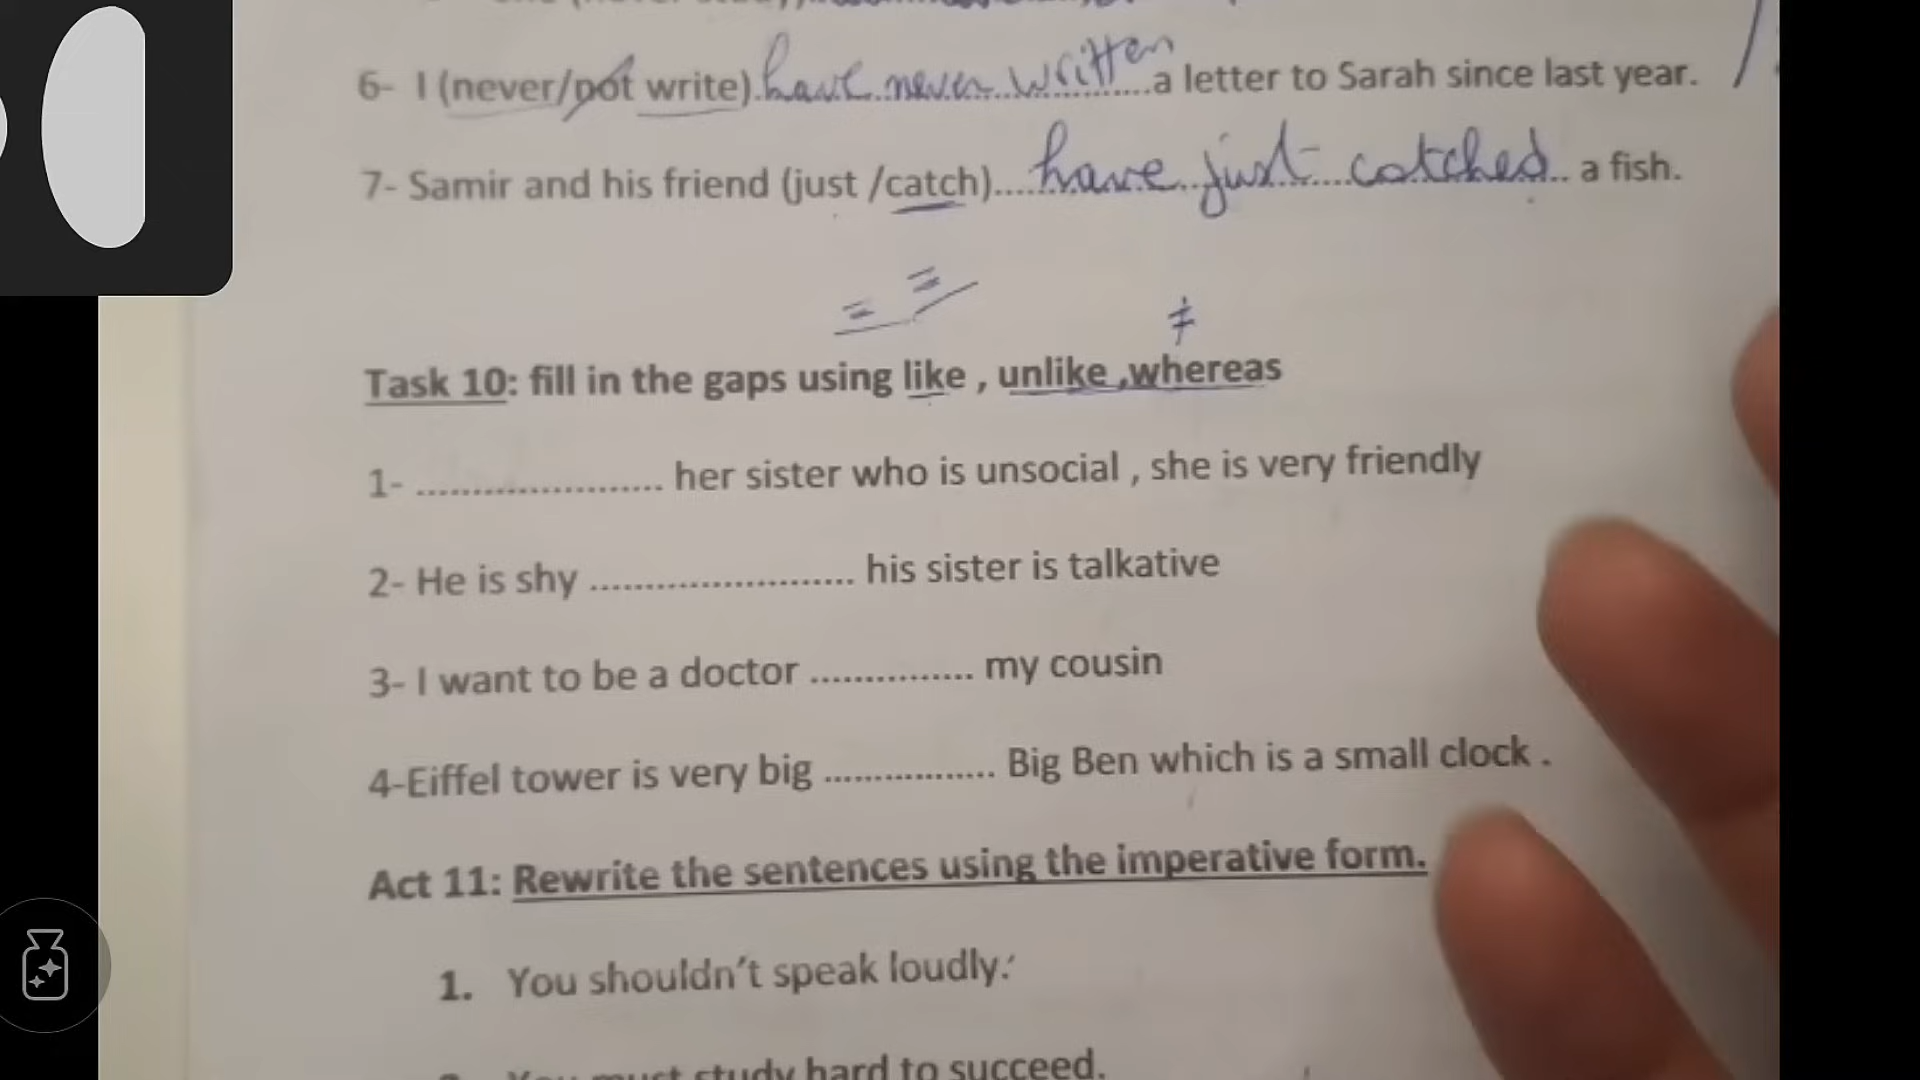 6- I (never/not write).have never written.a letter to Sarah since last year.
7- Samir and his friend (just /catch)....have just catched.. a fish.
= =
≠
Task 10: fill in the gaps using like , unlike ,whereas
1- ...................... her sister who is unsocial , she is very friendly
2- He is shy ........................ his sister is talkative
3- I want to be a doctor ............... my cousin
4-Eiffel tower is very big ................. Big Ben which is a small clock .
Act 11: Rewrite the sentences using the imperative form.
1. You shouldn't speak loudly.
You must study hard to succeed.